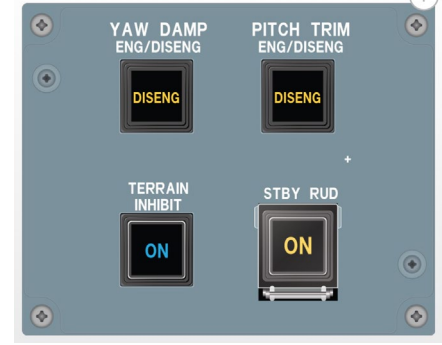 YAW DAMP
ENG/DISENG
DISENG
PITCH TRIM
ENG/DISENG
DISENG
TERRAIN
INHIBIT
ON
STBY RUD
ON